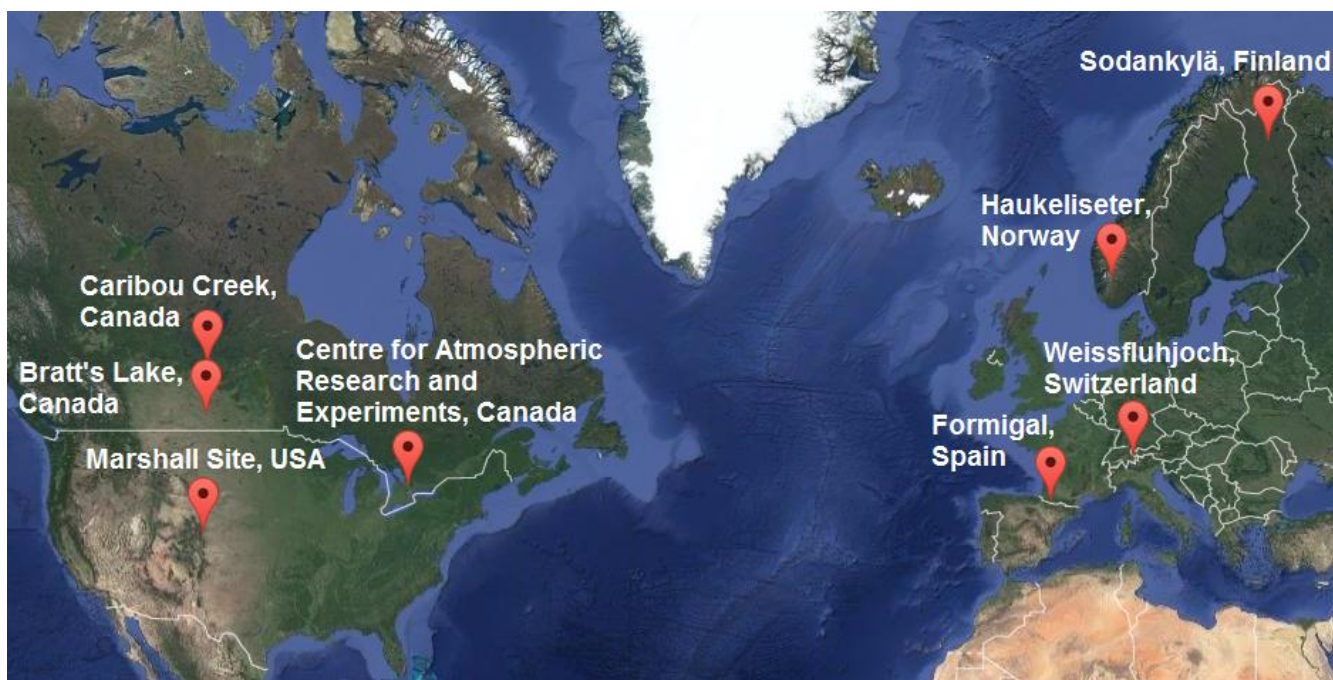 Sodankylä, Finland
Haukeliseter,
Norway
Caribou Creek,
Canada
Centre for Atmospheric
Research and
Experiments, Canada
Bratt's Lake,
Canada
Weissfluhjoch,
Switzerland
Formigal,
Spain
Marshall Site, USA